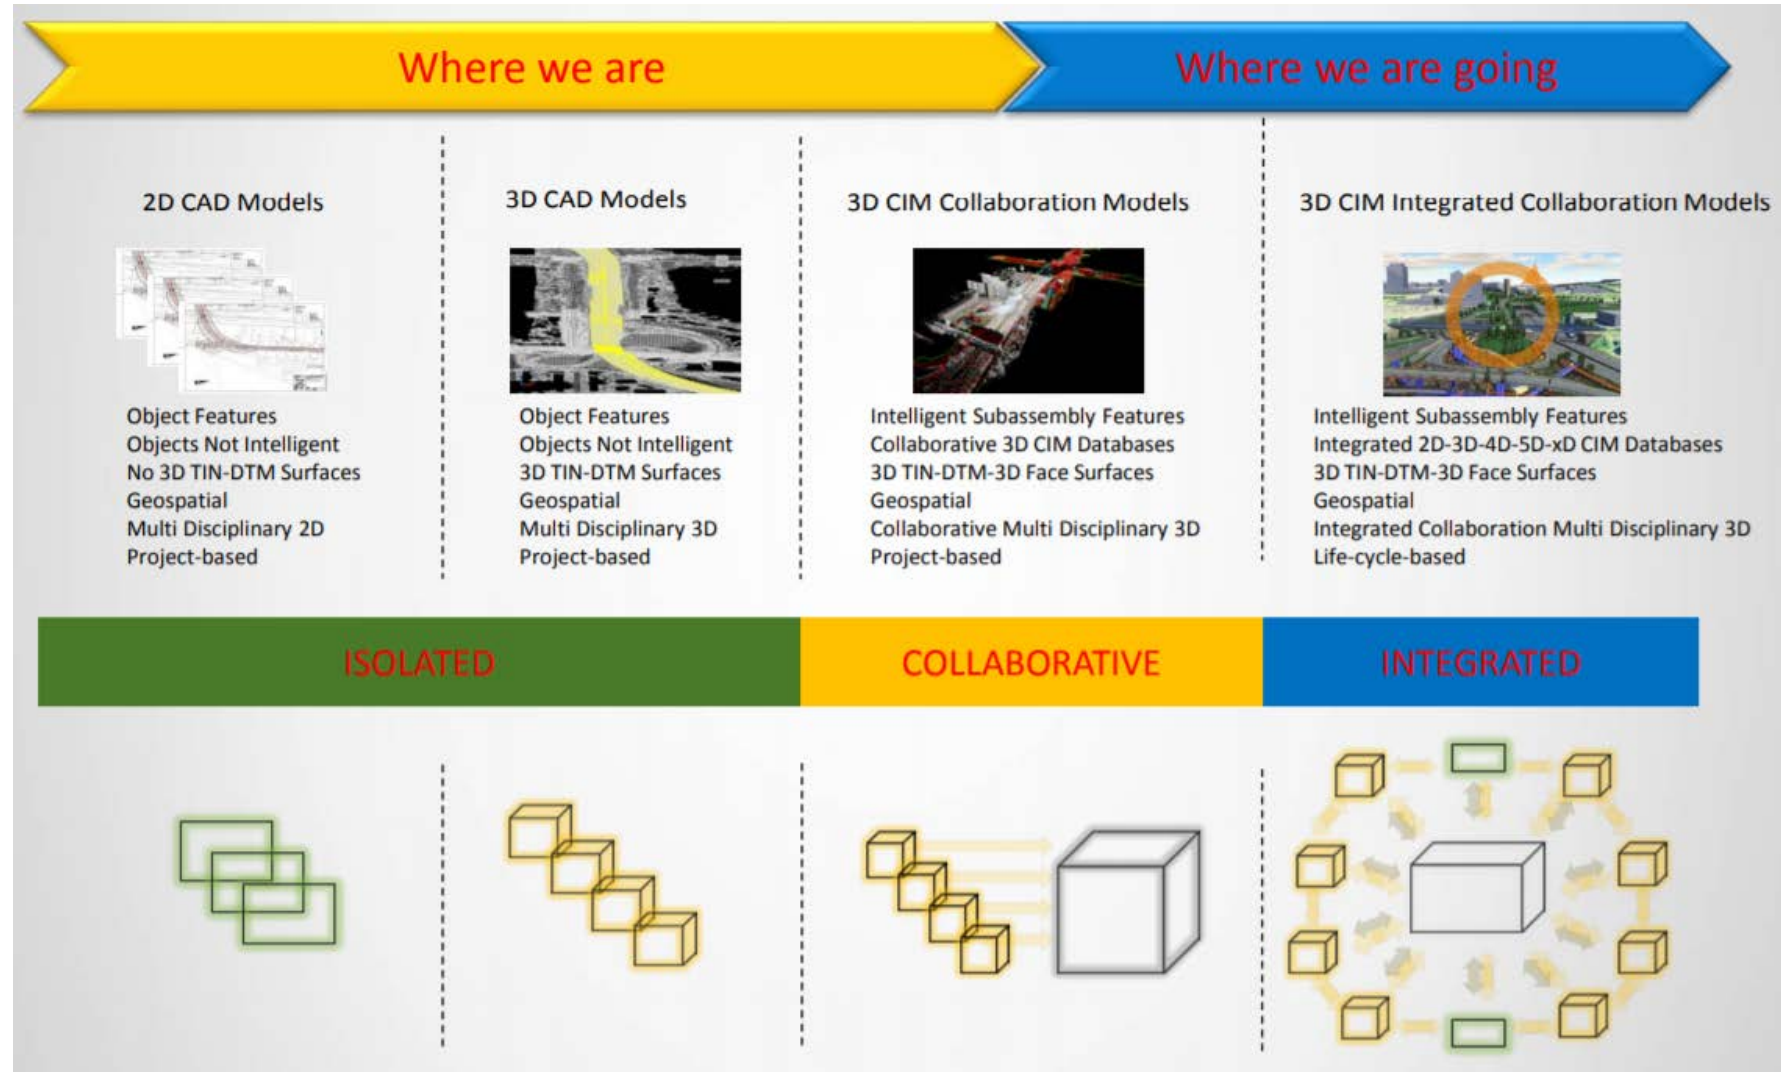 Where we are
Where we are going
2D CAD Models
Object Features
Objects Not Intelligent
No 3D TIN-DTM Surfaces
Geospatial
Multi Disciplinary 2D
Project-based
3D CAD Models
Object Features
Objects Not Intelligent
3D TIN-DTM Surfaces
Geospatial
Multi Disciplinary 3D
Project-based
3D CIM Collaboration Models
Intelligent Subassembly Features
Collaborative 3D CIM Databases
3D TIN-DTM-3D Face Surfaces
Geospatial
Collaborative Multi Disciplinary 3D
Project-based
3D CIM Integrated Collaboration Models
Intelligent Subassembly Features
Integrated 2D-3D-4D-5D-xD CIM Databases
3D TIN-DTM-3D Face Surfaces
Geospatial
Integrated Collaboration Multi Disciplinary 3D
Life-cycle-based
ISOLATED
COLLABORATIVE
INTEGRATED